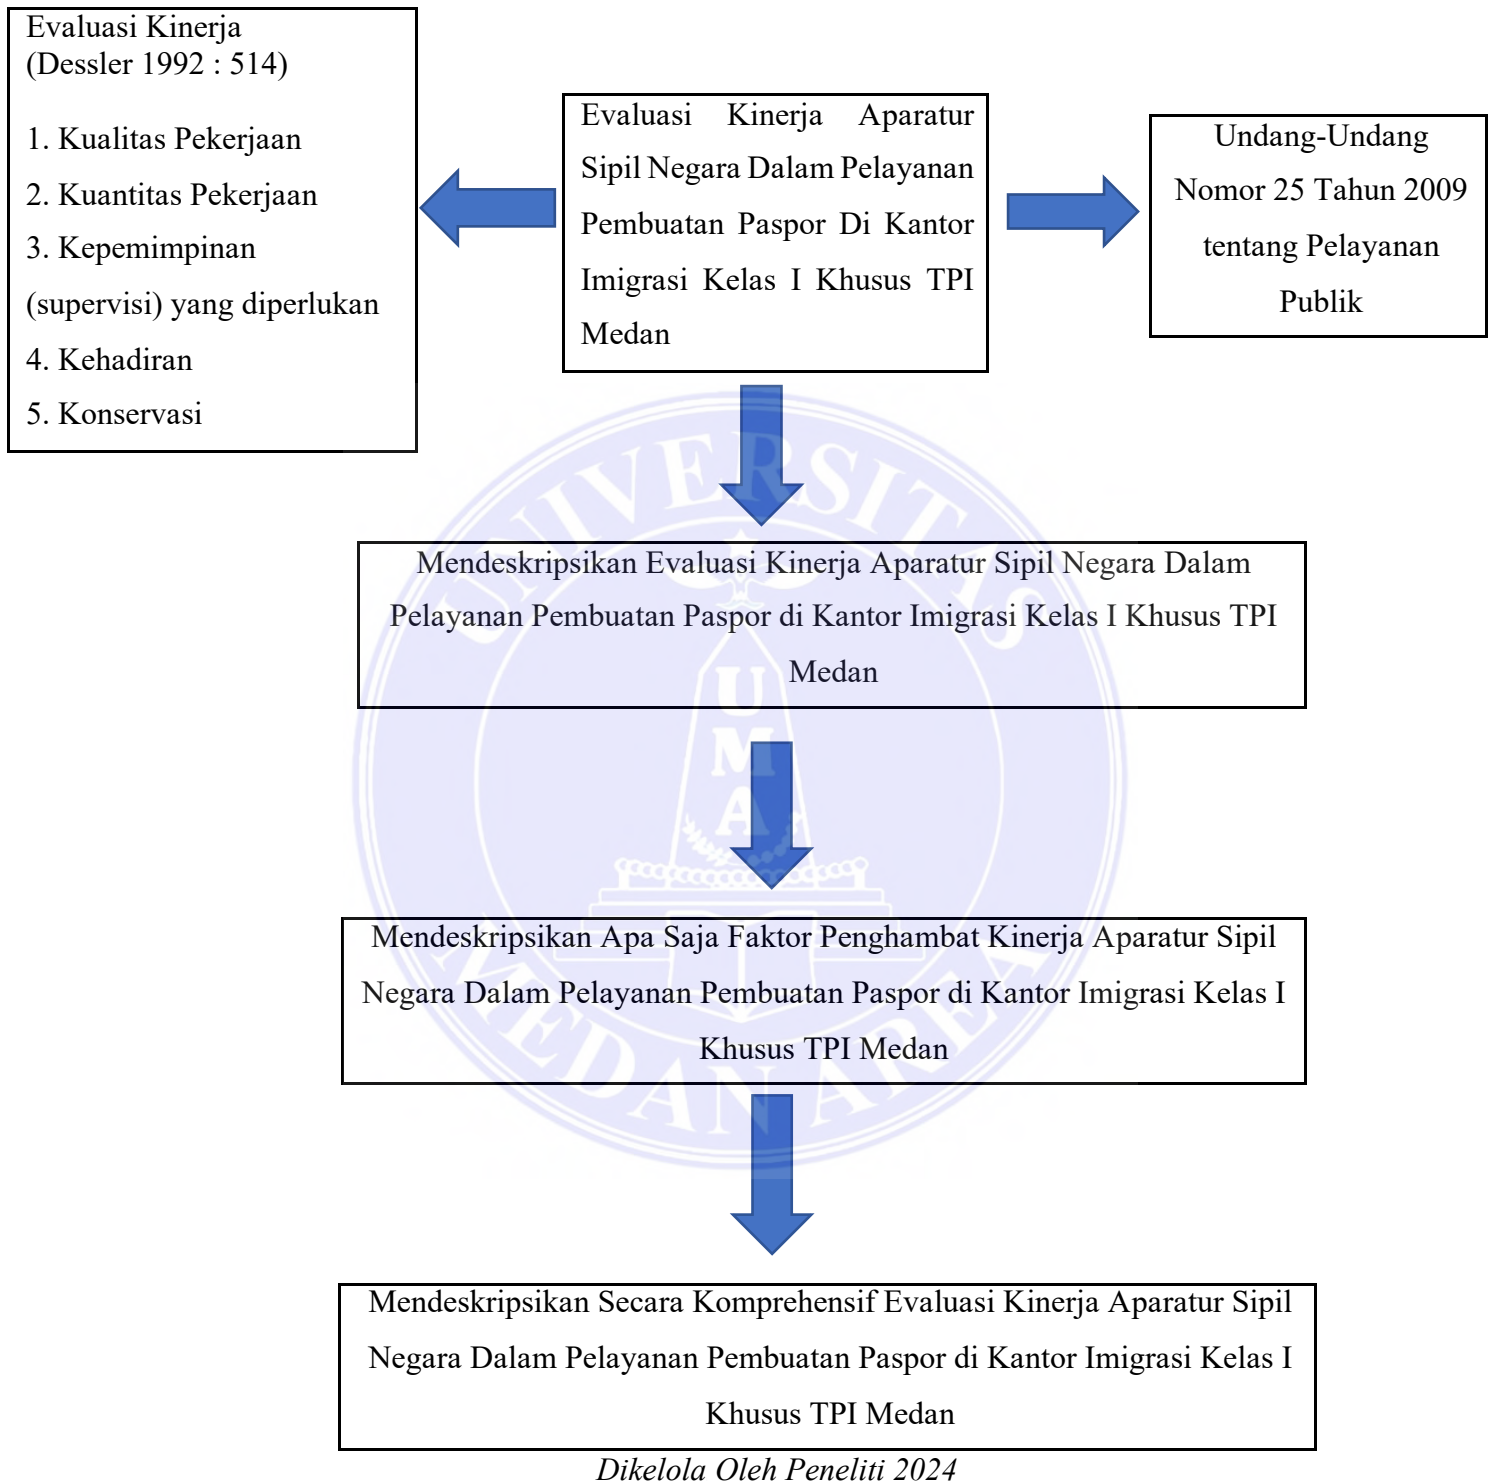 Evaluasi Kinerja
(Dessler 1992 : 514)
1. Kualitas Pekerjaan
2. Kuantitas Pekerjaan
3. Kepemimpinan
(supervisi) yang diperlukan
4. Kehadiran
5. Konservasi
Evaluasi Kinerja Aparatur
Sipil Negara Dalam Pelayanan
Pembuatan Paspor Di Kantor
Imigrasi Kelas I Khusus TPI
Medan
Undang-Undang
Nomor 25 Tahun 2009
tentang Pelayanan
Publik
Mendeskripsikan Evaluasi Kinerja Aparatur Sipil Negara Dalam
Pelayanan Pembuatan Paspor di Kantor Imigrasi Kelas I Khusus TPI
Medan
Mendeskripsikan Apa Saja Faktor Penghambat Kinerja Aparatur Sipil
Negara Dalam Pelayanan Pembuatan Paspor di Kantor Imigrasi Kelas I
Khusus TPI Medan
Mendeskripsikan Secara Komprehensif Evaluasi Kinerja Aparatur Sipil
Negara Dalam Pelayanan Pembuatan Paspor di Kantor Imigrasi Kelas I
Khusus TPI Medan
Dikelola Oleh Peneliti 2024
UNIVERSITAS
UMA
MEDAN AREA